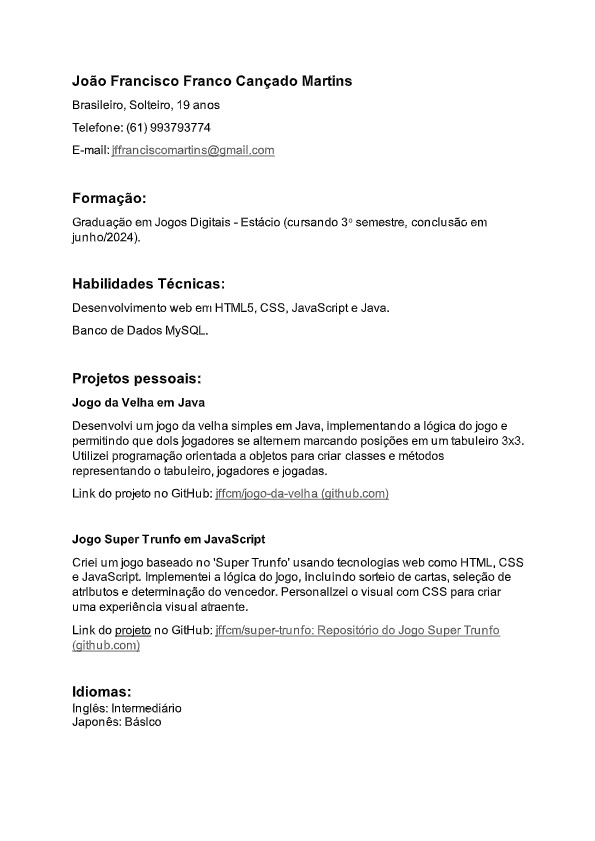 João Francisco Franco Cançado Martins
Brasileiro, Solteiro, 19 anos
Telefone: (61) 993793774
E-mail: jffranciscomartins@gmail.com
Formação:
Graduação em Jogos Digitais - Estácio (cursando 3º semestre, conclusão em
junho/2024).
Habilidades Técnicas:
Desenvolvimento web em HTML5, CSS, JavaScript e Java.
Banco de Dados MySQL.
Projetos pessoais:
Jogo da Velha em Java
Desenvolvi um jogo da velha simples em Java, implementando a lógica do jogo e
permitindo que dois jogadores se alternem marcando posições em um tabuleiro 3x3.
Utilizei programação orientada a objetos para criar classes e métodos
representando o tabuleiro, jogadores e jogadas.
Link do projeto no GitHub: jffcm/jogo-da-velha (github.com)
Jogo Super Trunfo em JavaScript
Criei um jogo baseado no 'Super Trunfo' usando tecnologias web como HTML, CSS
e JavaScript. Implementei a lógica do jogo, incluindo sorteio de cartas, seleção de
atributos e determinação do vencedor. Personalizei o visual com CSS para criar
uma experiência visual atraente.
Link do projeto no GitHub: jffcm/super-trunfo: Repositório do Jogo Super Trunfo
(github.com)
Idiomas:
Inglês: Intermediário
Japonês: Básico